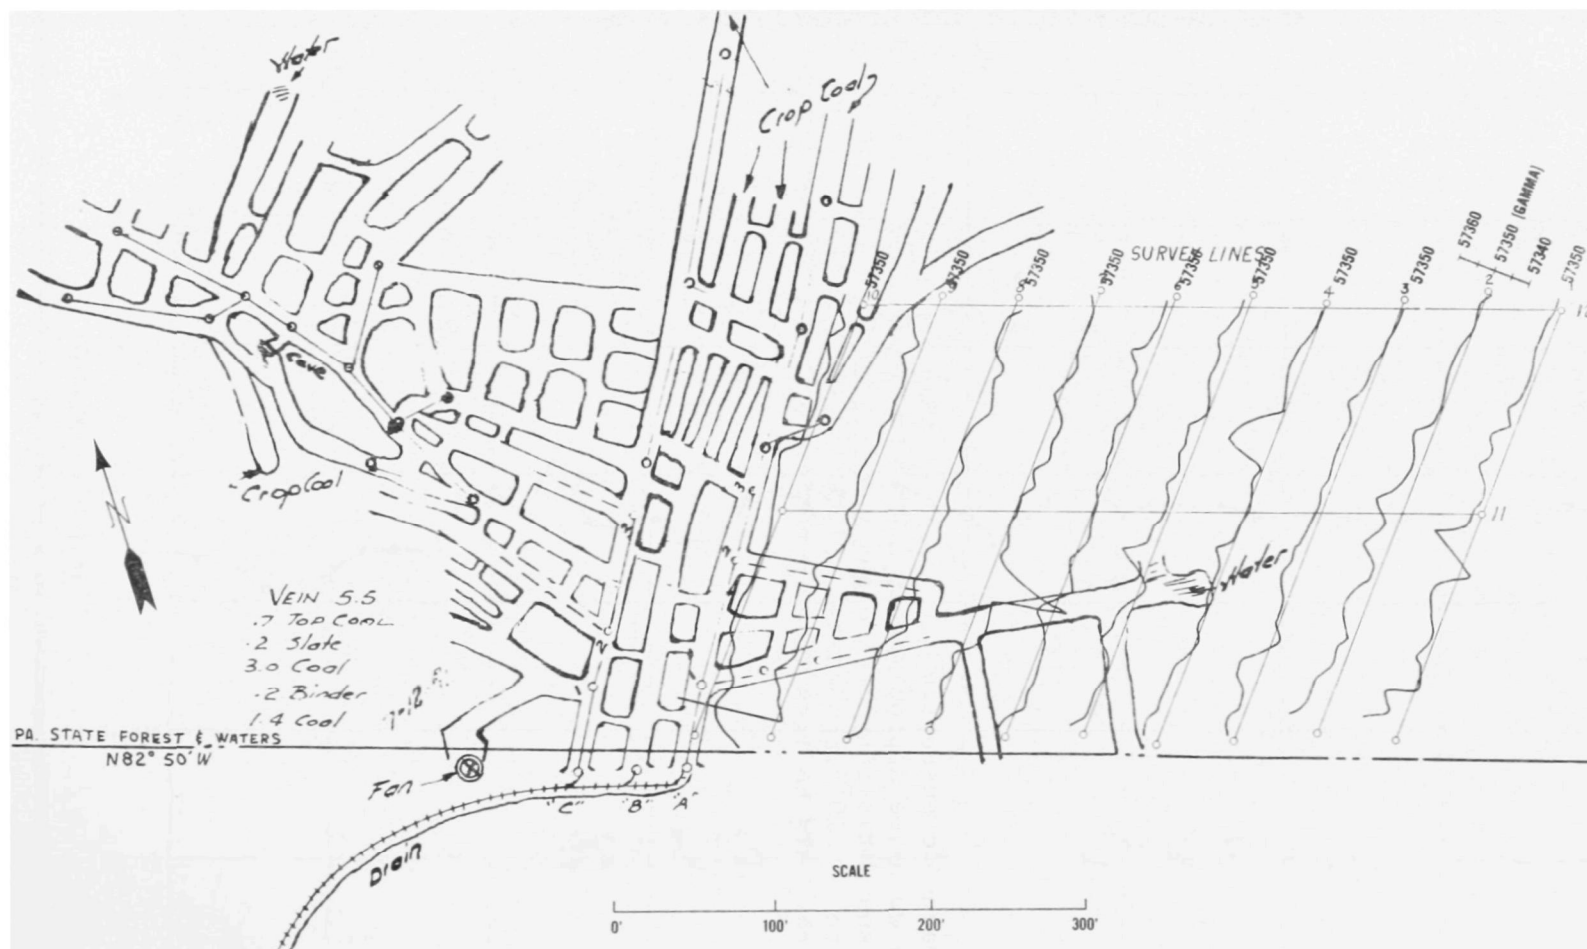 Water
Crop Coal
SURVEY LINES
57350
57350
57350
57350
57350
57350
57350
57350
57360
57350 (GAMMA)
57340
57350
2
11
11
Cave
"Crop Coal
Water
VEIN 5.5
.7 TOP COAL
.2 Slate
3.0 Coal
.2 Binder
1.4 Coal
PA. STATE FOREST & WATERS
N82° 50' W
N
Fan
"C" "B" "A"
Drain
SCALE
0' 100' 200' 300'